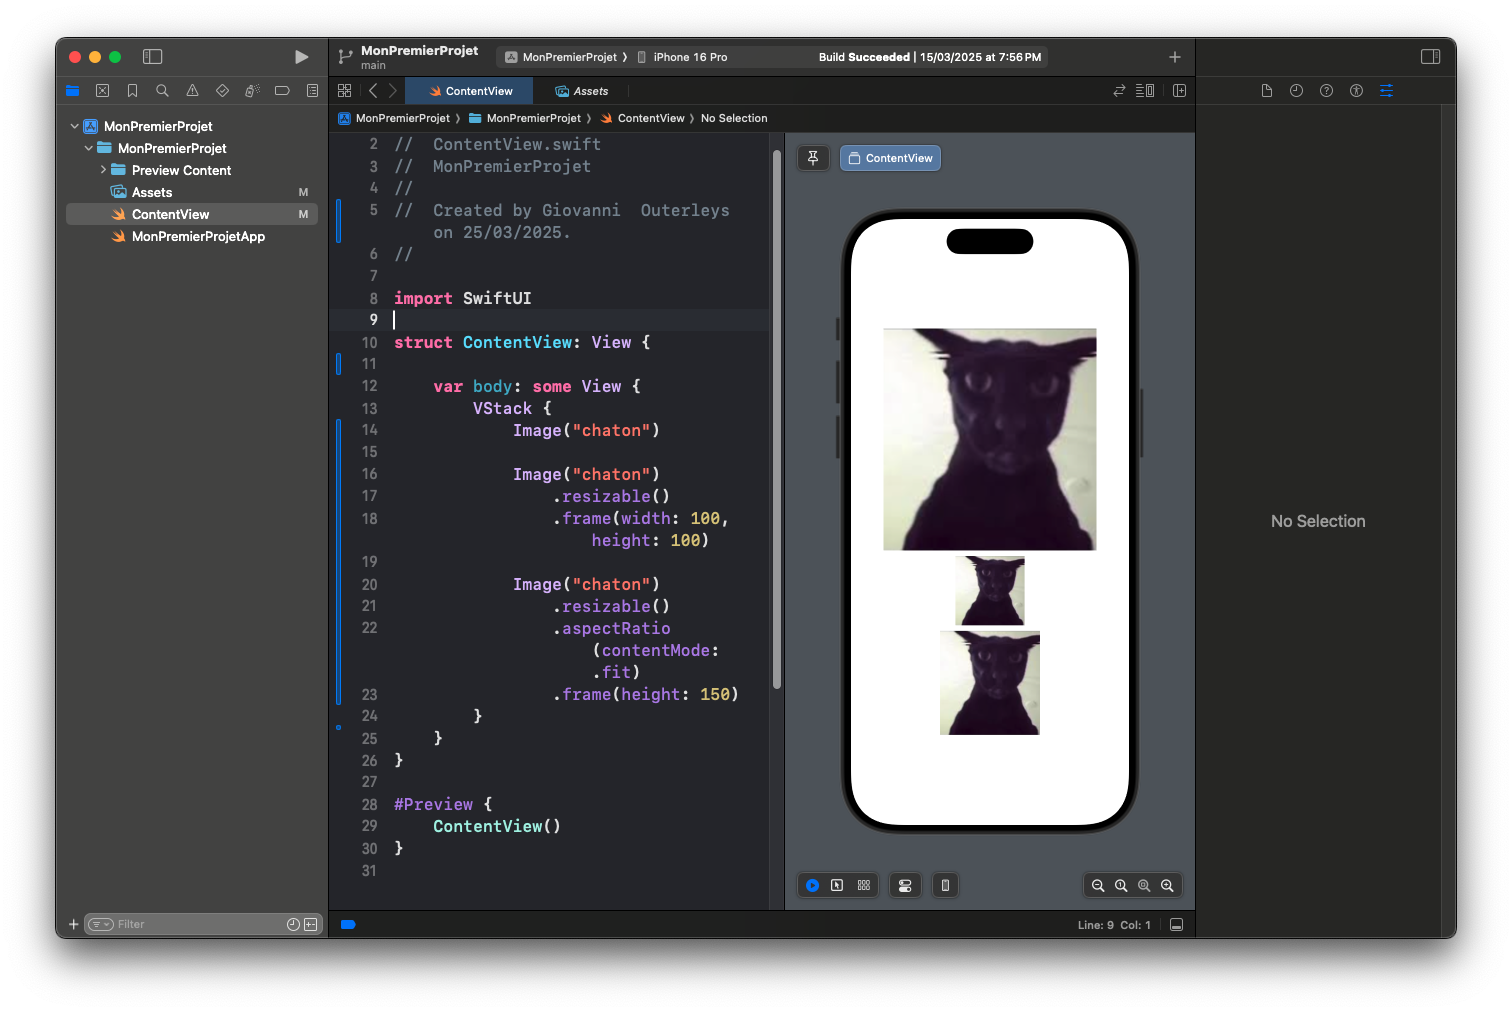 MonPremierProjet
main
MonPremierProjet
iPhone 16 Pro
Build Succeeded | 15/03/2025 at 7:56 PM
ContentView
Assets
MonPremierProjet
MonPremierProjet
ContentView
No Selection
MonPremierProjet
MonPremierProjet
Preview Content
Assets
M
ContentView
M
MonPremierProjetApp
2 //  ContentView.swift
3 //  MonPremierProjet
4 //
5 //  Created by Giovanni  Outerleys
on 25/03/2025.
6 //
7
8 import SwiftUI
9
10 struct ContentView: View {
11
12     var body: some View {
13         VStack {
14             Image("chaton")
15
16             Image("chaton")
17                 .resizable()
18                 .frame(width: 100,
height: 100)
19
20             Image("chaton")
21                 .resizable()
22                 .aspectRatio
(contentMode:
.fit)
23                 .frame(height: 150)
24         }
25     }
26 }
27
28 #Preview {
29     ContentView()
30 }
31
ContentView
No Selection
Filter
Line: 9 Col: 1